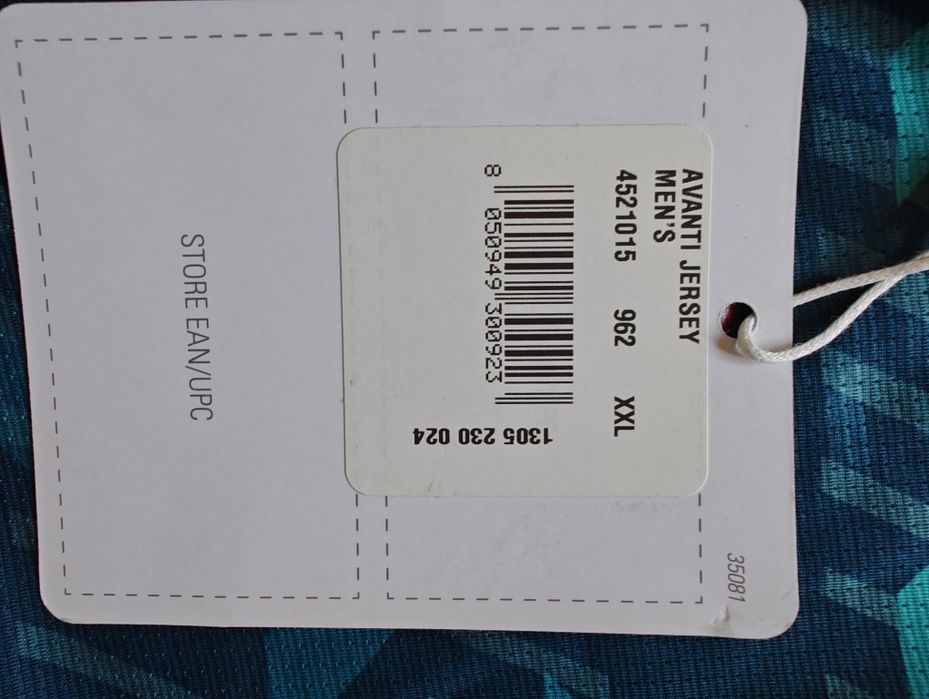 AVANTI JERSEY
MEN'S
4521015 962 XXL
8 050949 300923
1305 230 024
STORE EAN/UPC
35081